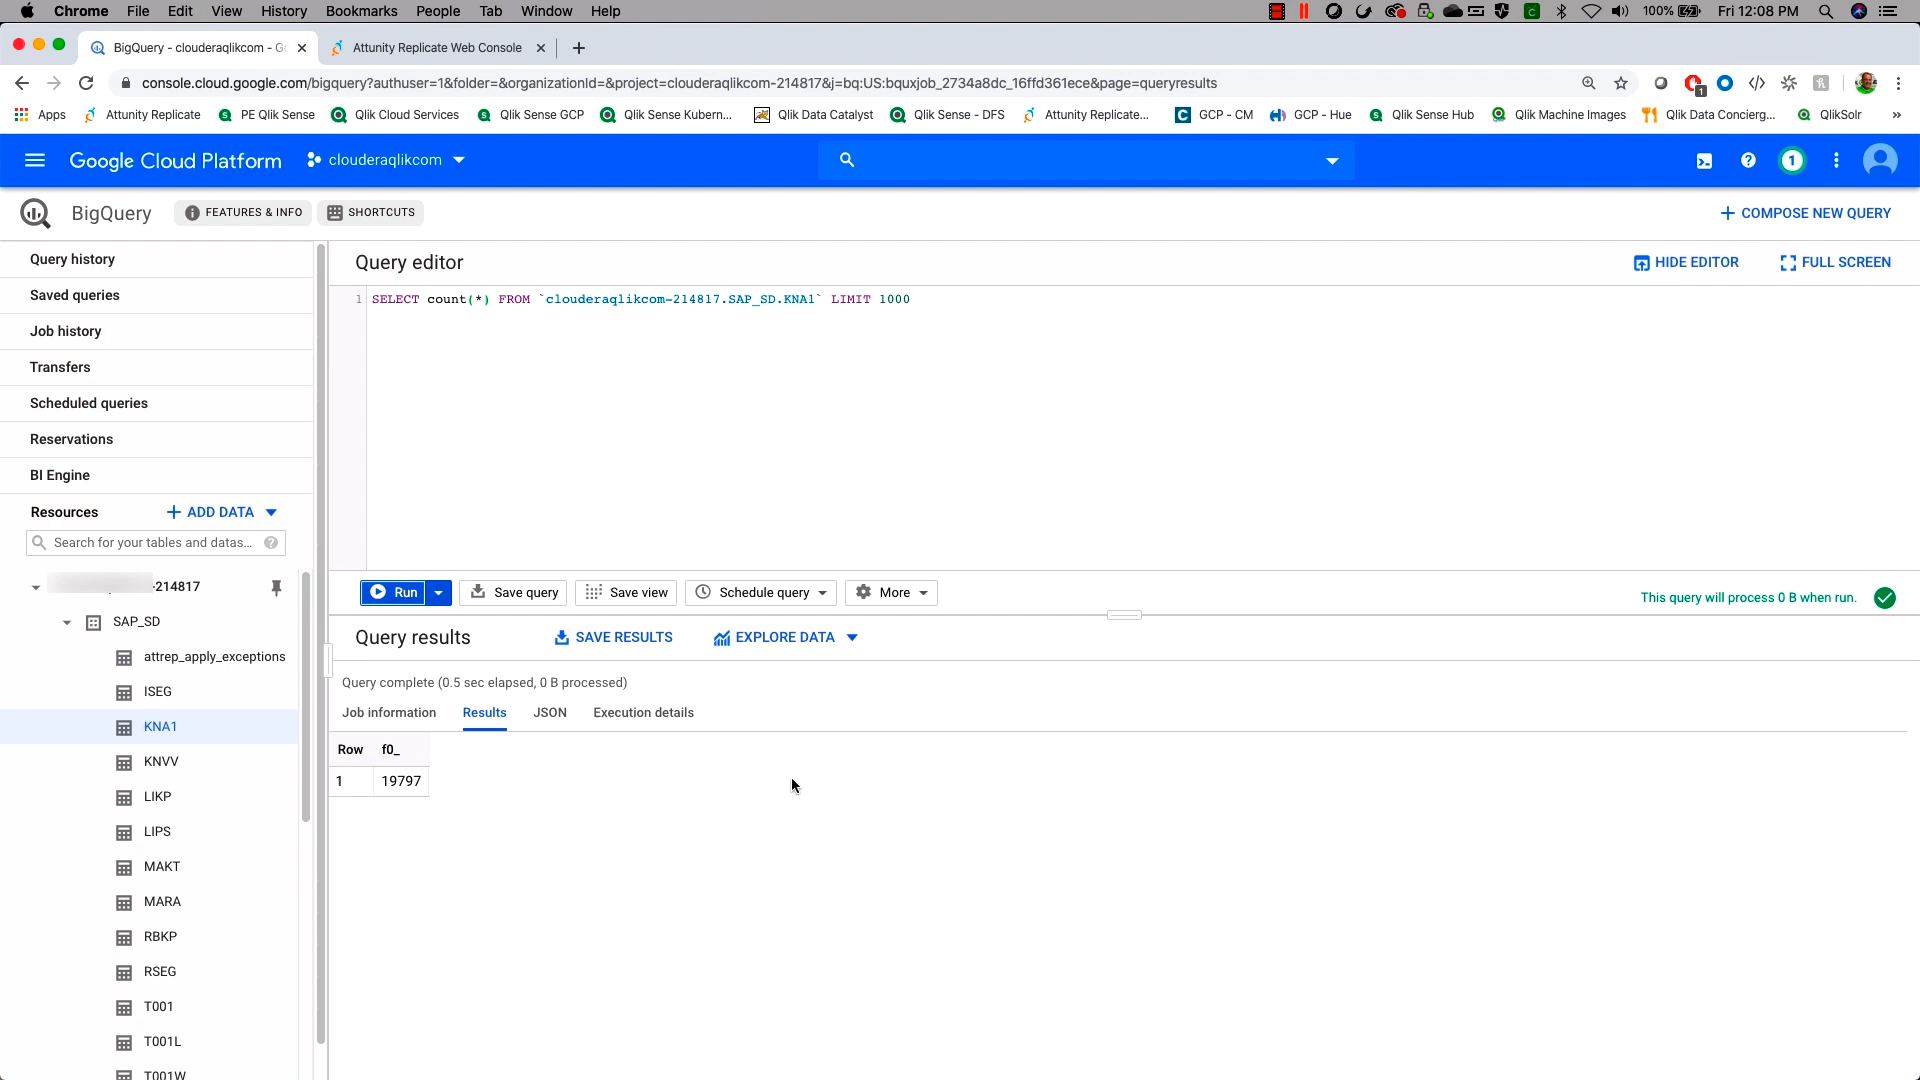 Chrome File Edit View History Bookmarks People Tab Window Help 100% Fri 12:08 PM
BigQuery - clouderaqlikcom - Go Attunity Replicate Web Console
console.cloud.google.com/bigquery?authuser=1&folder=&organizationId=&project=clouderaqlikcom-214817&j=bq:US:bquxjob_2734a8dc_16ffd361ece&page=queryresults
1
Apps Attunity Replicate PE Qlik Sense Qlik Cloud Services Qlik Sense GCP Qlik Sense Kubern... Qlik Data Catalyst Qlik Sense - DFS Attunity Replicate... GCP - CM GCP - Hue Qlik Sense Hub Qlik Machine Images Qlik Data Concierg... QlikSolr »
Google Cloud Platform clouderaqlikcom 1
BigQuery FEATURES & INFO SHORTCUTS + COMPOSE NEW QUERY
Query history
Saved queries
Job history
Transfers
Scheduled queries
Reservations
BI Engine
Resources + ADD DATA
Search for your tables and datas...
-214817
SAP_SD
attrep_apply_exceptions
ISEG
KNA1
KNVV
LIKP
LIPS
MAKT
MARA
RBKP
RSEG
T001
T001L
T001W
Query editor HIDE EDITOR FULL SCREEN
1 SELECT count(*) FROM `clouderaqlikcom-214817.SAP_SD.KNA1` LIMIT 1000
Run Save query Save view Schedule query More This query will process 0 B when run.
Query results SAVE RESULTS EXPLORE DATA
Query complete (0.5 sec elapsed, 0 B processed)
Job information Results JSON Execution details
Row f0_
1 19797